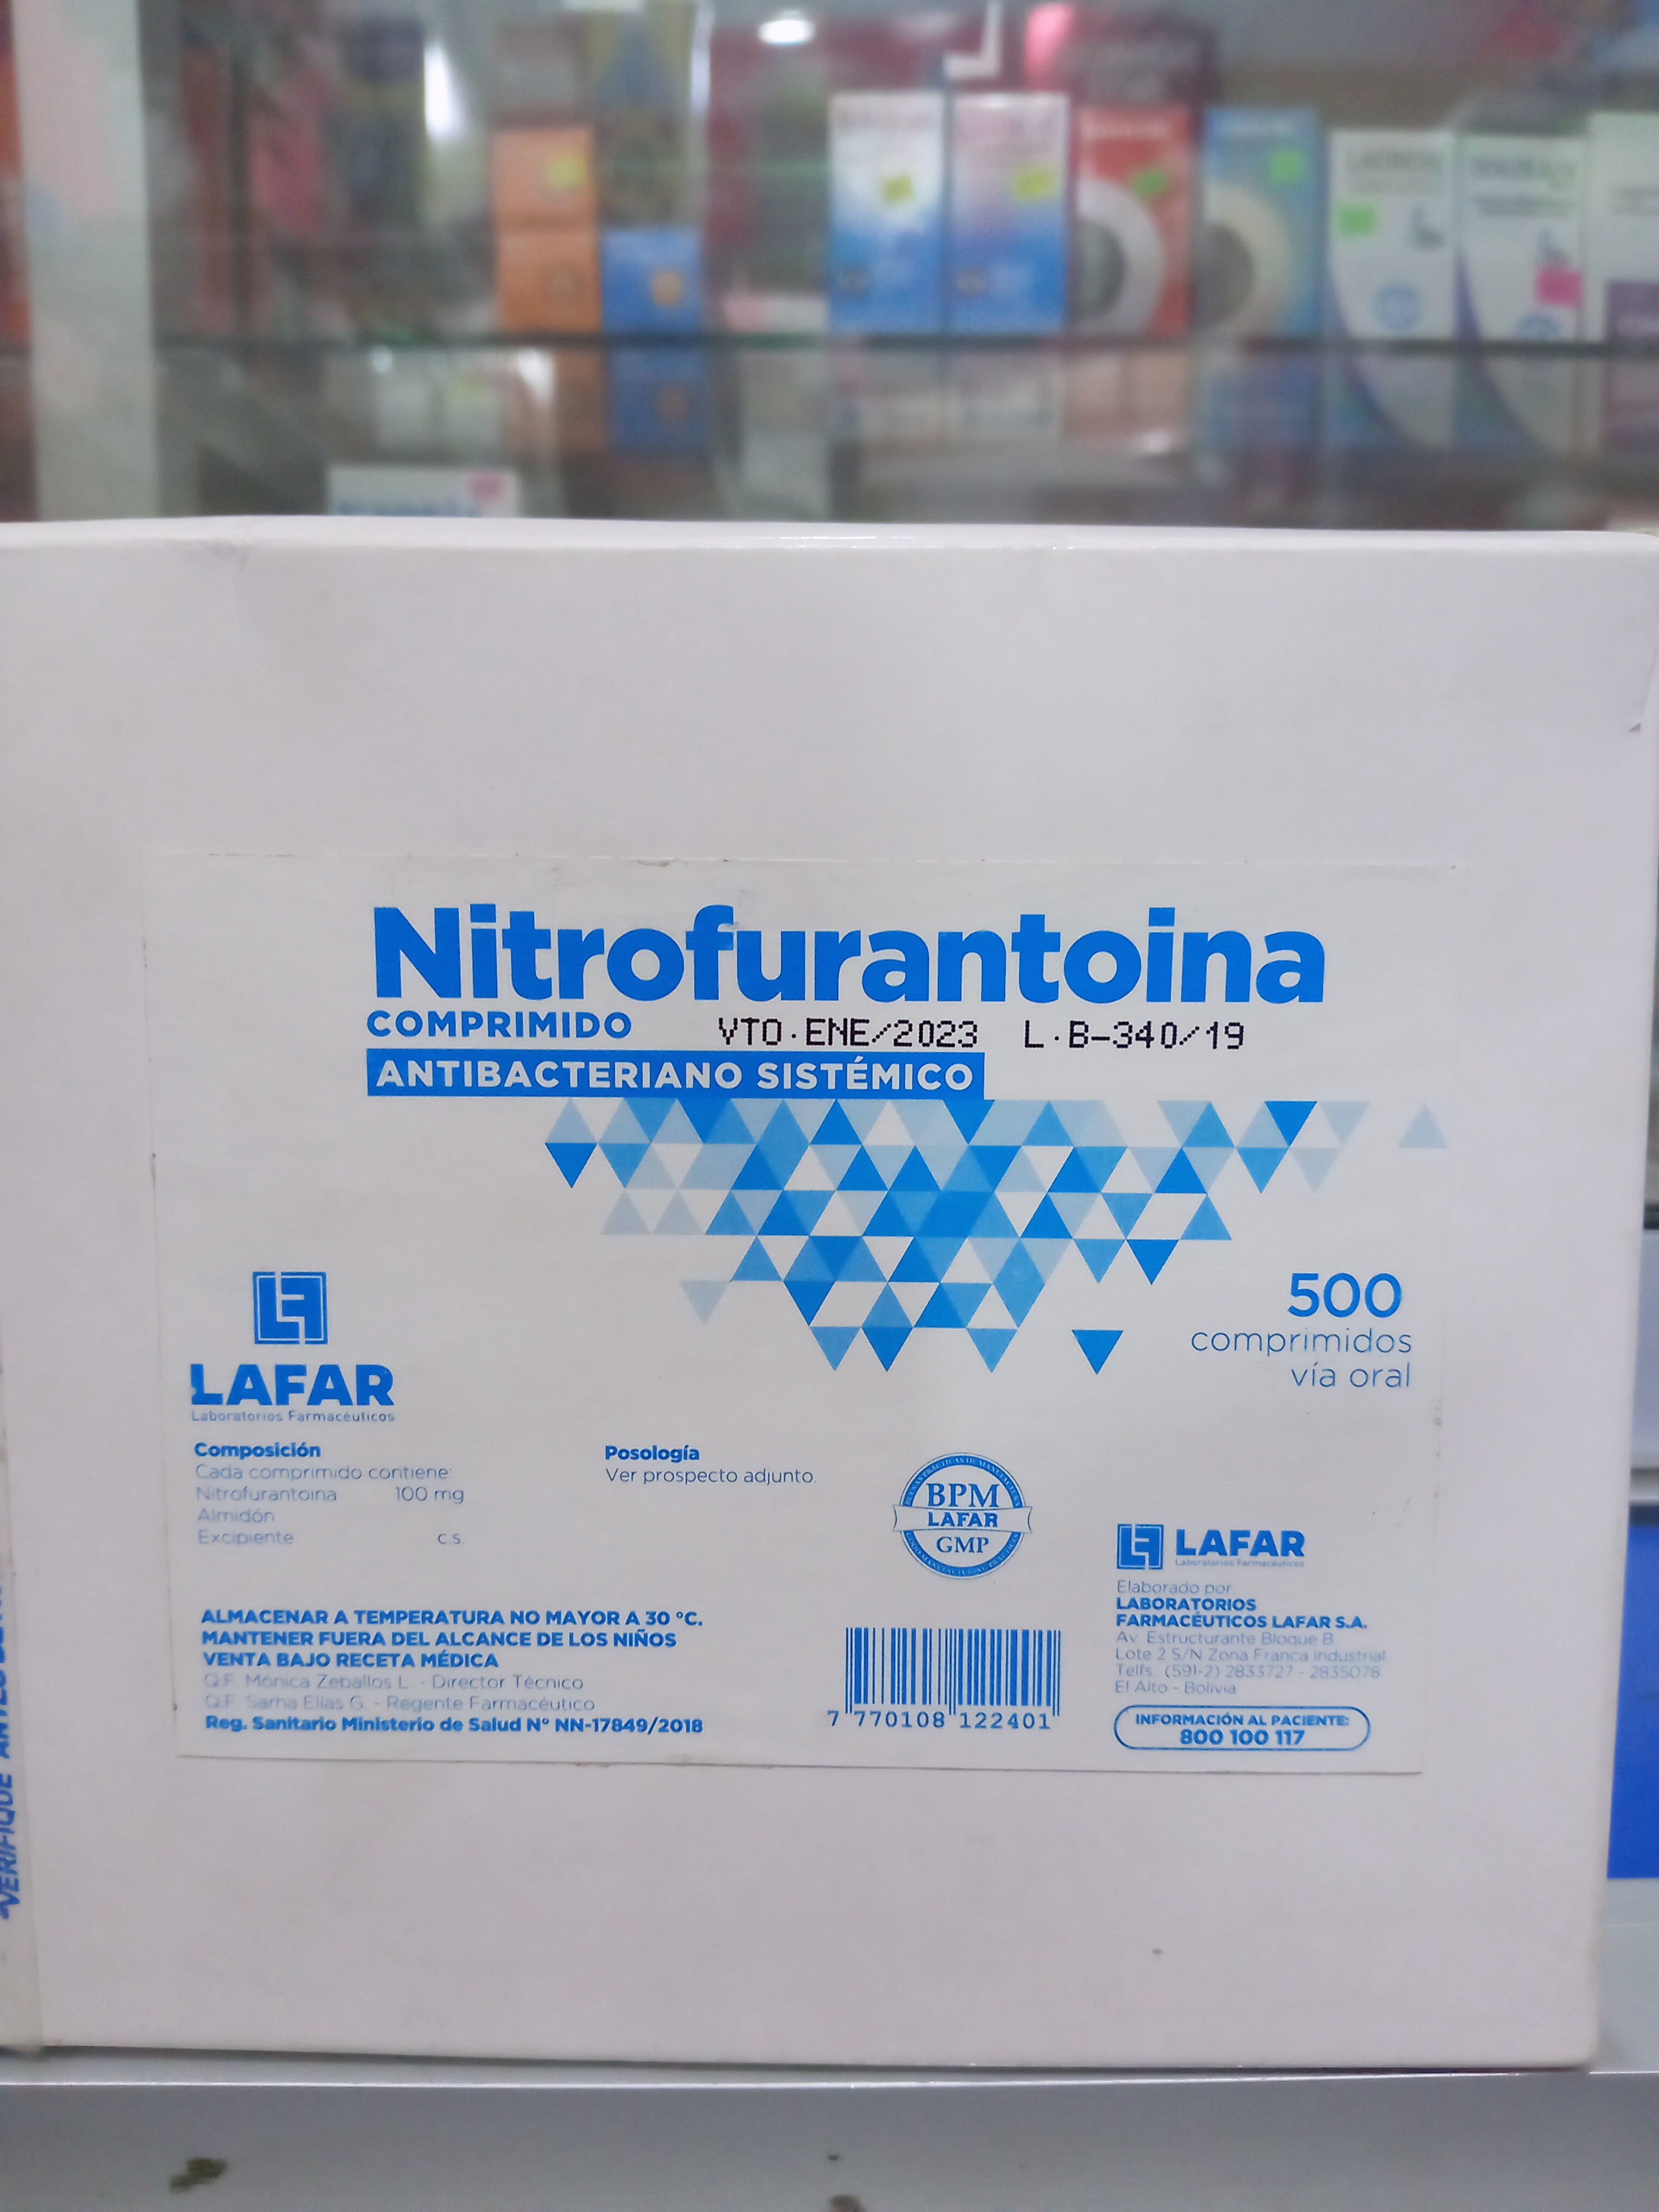 Nitrofurantoina
COMPRIMIDO VTO.ENE/2023 L.B-340/19
ANTIBACTERIANO SISTÉMICO
500
comprimidos
vía oral
LAFAR
Laboratorios Farmacéuticos
Composición
Cada comprimido contiene:
Nitrofurantoina 100 mg
Almidón
Excipiente c.s.
Posología
Ver prospecto adjunto.
BPM
LAFAR
GMP
ALMACENAR A TEMPERATURA NO MAYOR A 30 °C.
MANTENER FUERA DEL ALCANCE DE LOS NIÑOS
VENTA BAJO RECETA MÉDICA
Q.F. Mónica Zeballos L. - Director Técnico
Q.F. Sarha Elías G. - Regente Farmacéutico
Reg. Sanitario Ministerio de Salud N° NN-17849/2018
7 770108 122401
LAFAR
Laboratorios Farmacéuticos
Elaborado por:
LABORATORIOS
FARMACÉUTICOS LAFAR S.A.
Av. Estructurante Bloque B
Lote 2 S/N Zona Franca Industrial
Telfs. (591-2) 2833727 - 2835078
El Alto - Bolivia
INFORMACIÓN AL PACIENTE:
800 100 117
VERIFIQUE